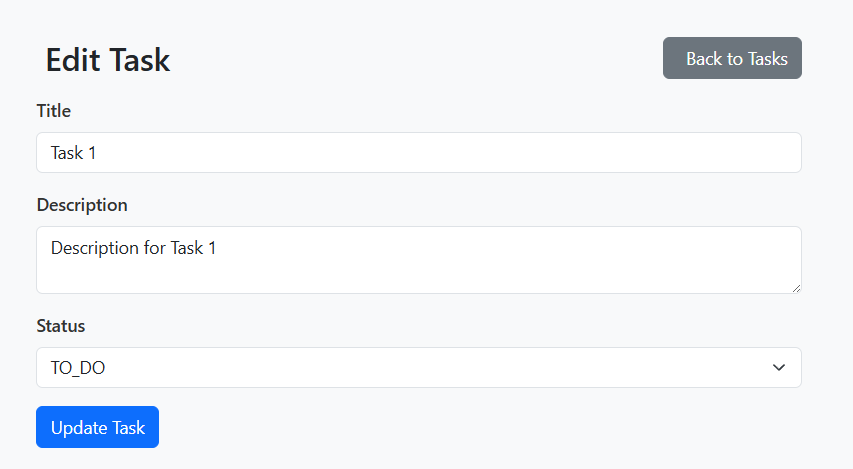 Edit Task
Back to Tasks
Title
Task 1
Description
Description for Task 1
Status
TO_DO
Update Task